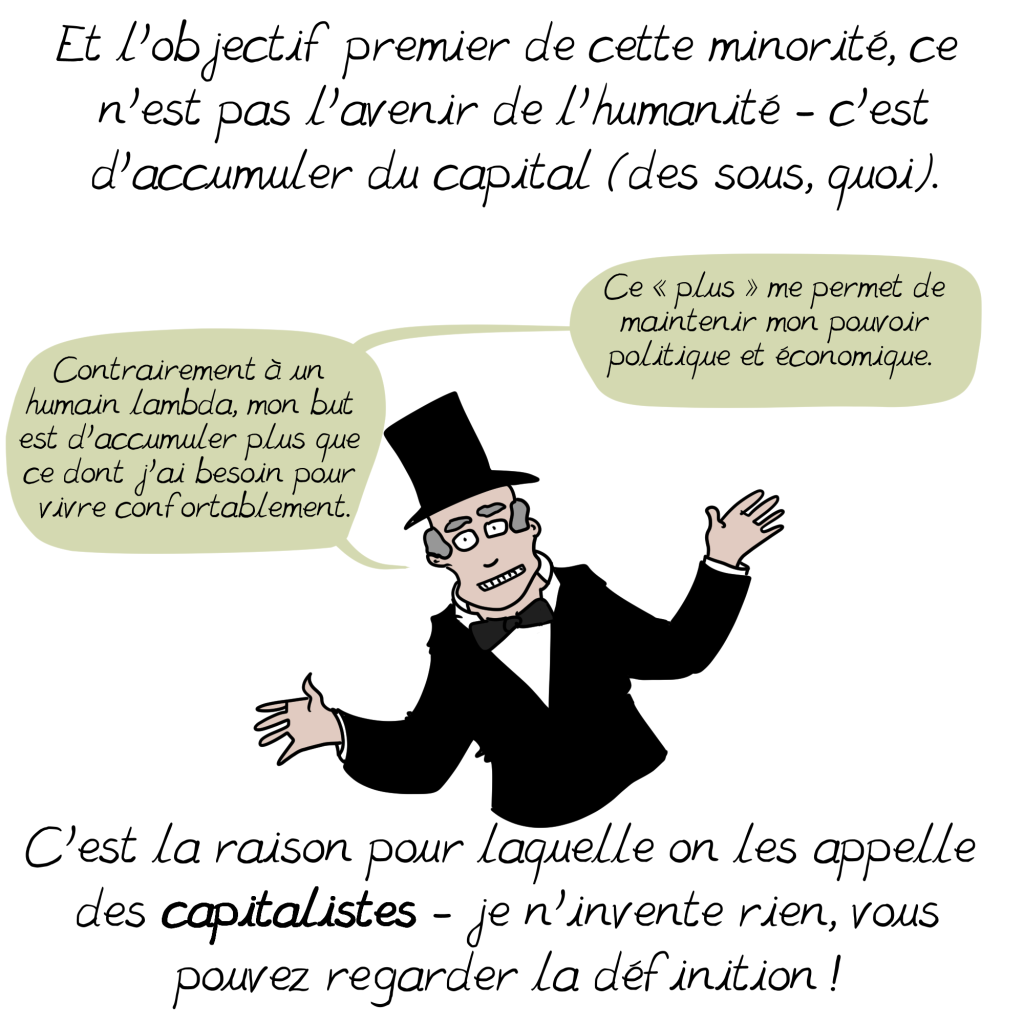 Et l'objectif premier de cette minorité, ce
n'est pas l'avenir de l'humanité - c'est
d'accumuler du capital (des sous, quoi).
Contrairement à un
humain lambda, mon but
est d'accumuler plus que
ce dont j'ai besoin pour
vivre confortablement.
Ce « plus » me permet de
maintenir mon pouvoir
politique et économique.
C'est la raison pour laquelle on les appelle
des capitalistes - je n'invente rien, vous
pouvez regarder la définition !